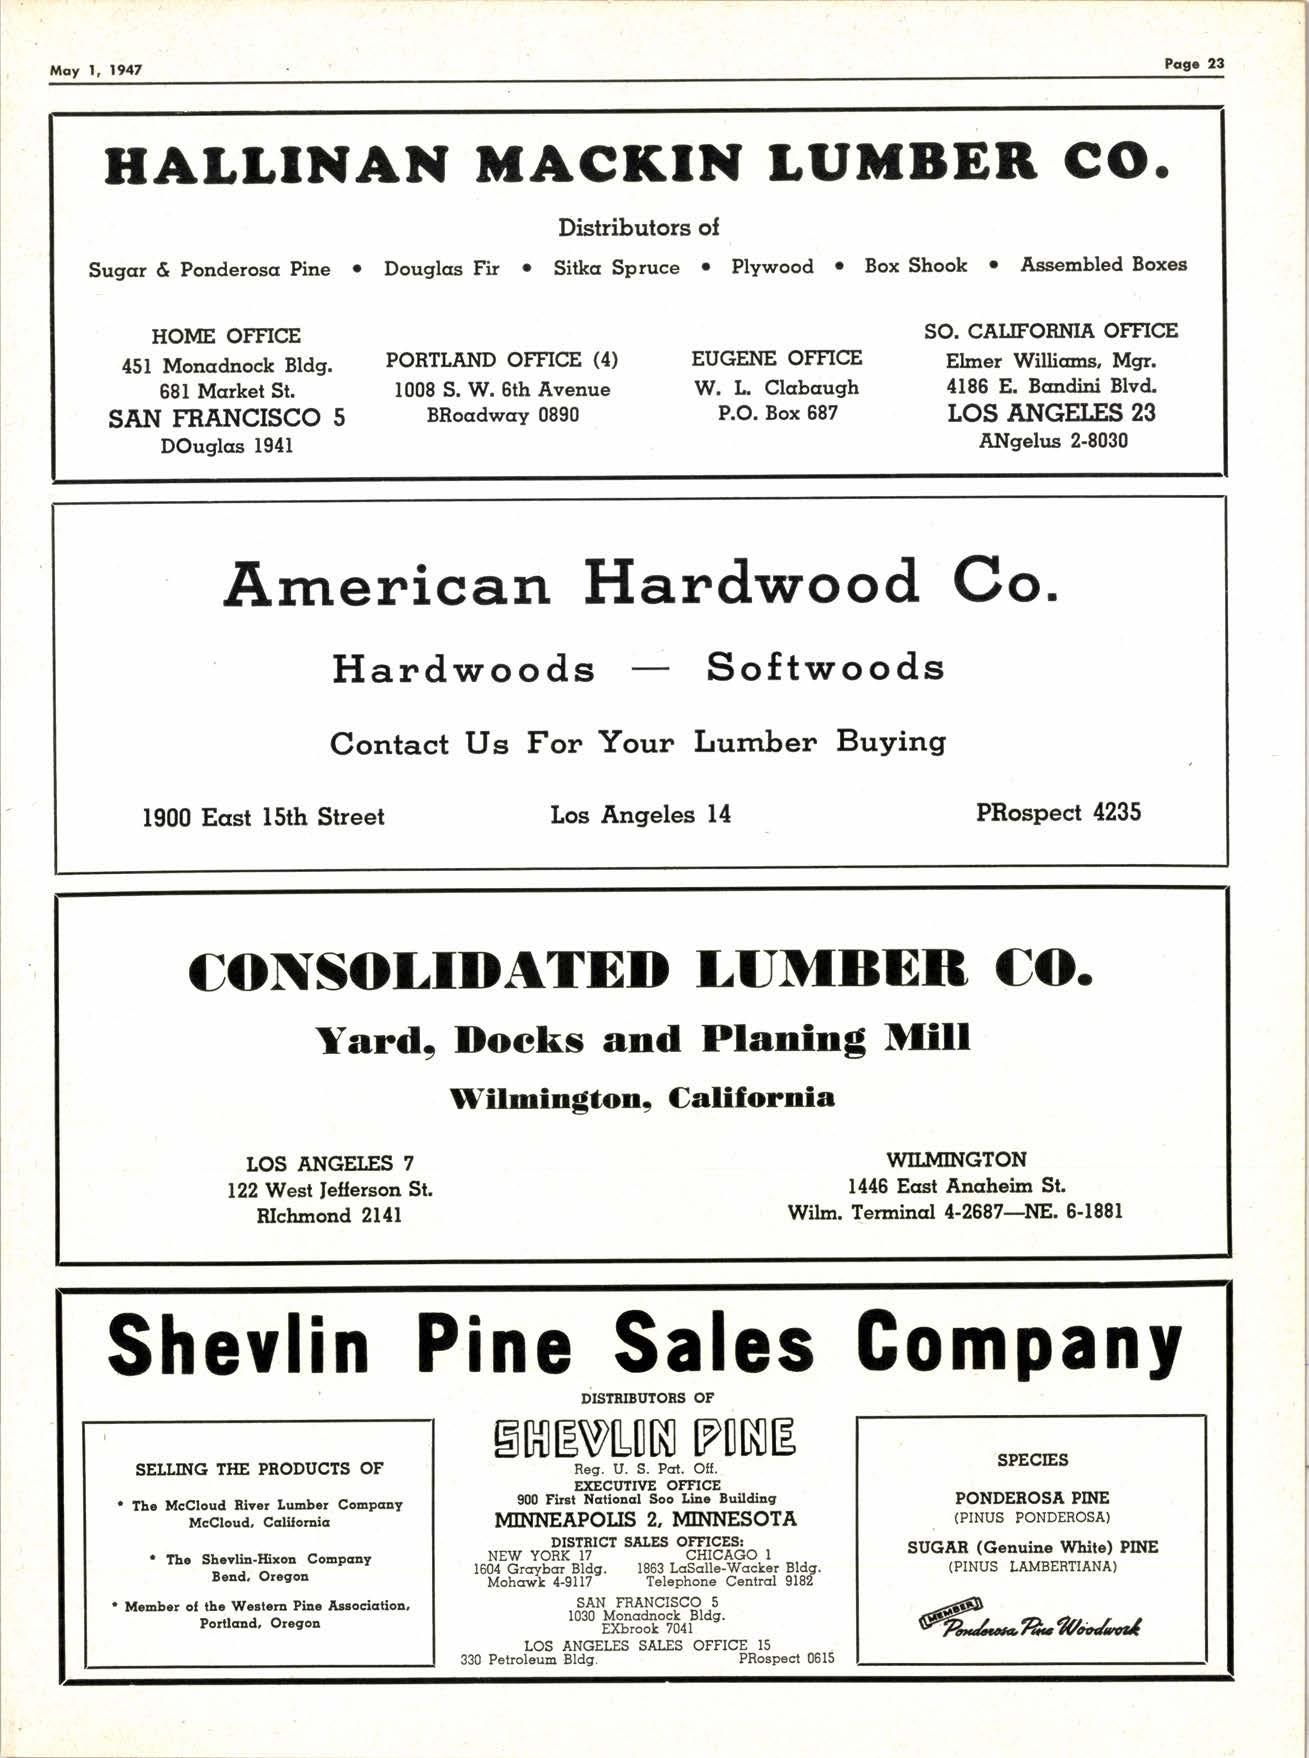 May 1, 1947
Page 23
HALLINAN MACKIN LUMBER CO.
Distributors of
Sugar & Ponderosa Pine • Douglas Fir • Sitka Spruce • Plywood • Box Shook • Assembled Boxes
HOME OFFICE
451 Monadnock Bldg.
681 Market St.
SAN FRANCISCO 5
DOuglas 1941
PORTLAND OFFICE (4)
1008 S. W. 6th Avenue
BRoadway 0890
EUGENE OFFICE
W. L. Clabaugh
P.O. Box 687
SO. CALIFORNIA OFFICE
Elmer Williams, Mgr.
4186 E. Bandini Blvd.
LOS ANGELES 23
ANgelus 2-8030
American Hardwood Co.
Hardwoods — Softwoods
Contact Us For Your Lumber Buying
1900 East 15th Street Los Angeles 14 PRospect 4235
CONSOLIDATED LUMBER CO.
Yard, Docks and Planing Mill
Wilmington, California
LOS ANGELES 7
122 West Jefferson St.
RIchmond 2141
WILMINGTON
1446 East Anaheim St.
Wilm. Terminal 4-2687—NE. 6-1881
Shevlin Pine Sales Company
SELLING THE PRODUCTS OF
* The McCloud River Lumber Company
McCloud, California
* The Shevlin-Hixon Company
Bend, Oregon
* Member of the Western Pine Association,
Portland, Oregon
DISTRIBUTORS OF
SHEVLIN PINE
Reg. U. S. Pat. Off.
EXECUTIVE OFFICE
900 First National Soo Line Building
MINNEAPOLIS 2, MINNESOTA
DISTRICT SALES OFFICES:
NEW YORK 17 CHICAGO 1
1604 Graybar Bldg. 1863 LaSalle-Wacker Bldg.
Mohawk 4-9117 Telephone Central 9182
SAN FRANCISCO 5
1030 Monadnock Bldg.
EXbrook 7041
LOS ANGELES SALES OFFICE 15
330 Petroleum Bldg. PRospect 0615
SPECIES
PONDEROSA PINE
(PINUS PONDEROSA)
SUGAR (Genuine White) PINE
(PINUS LAMBERTIANA)
MEMBER
Ponderosa Pine Woodwork